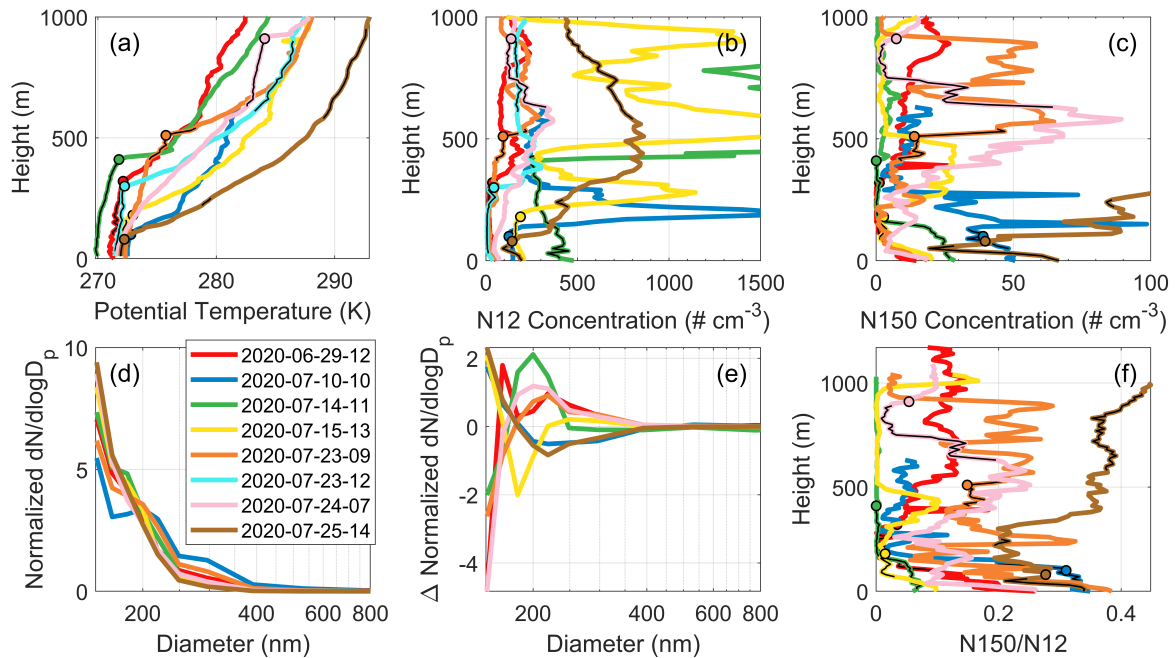 (a)
1000
500
0
Height (m)
270
280
290
Potential Temperature (K)
(b)
1000
500
0
Height (m)
0
500
1000
1500
N12 Concentration (# cm-3)
(c)
1000
500
0
Height (m)
0
50
100
N150 Concentration (# cm-3)
(d)
10
5
0
Normalized dN/dlogDp
200
400
600
800
Diameter (nm)
2020-06-29-12
2020-07-10-10
2020-07-14-11
2020-07-15-13
2020-07-23-09
2020-07-23-12
2020-07-24-07
2020-07-25-14
(e)
2
0
-2
-4
Δ Normalized dN/dlogDp
200
400
600
800
Diameter (nm)
(f)
1000
500
0
Height (m)
0
0.2
0.4
N150/N12